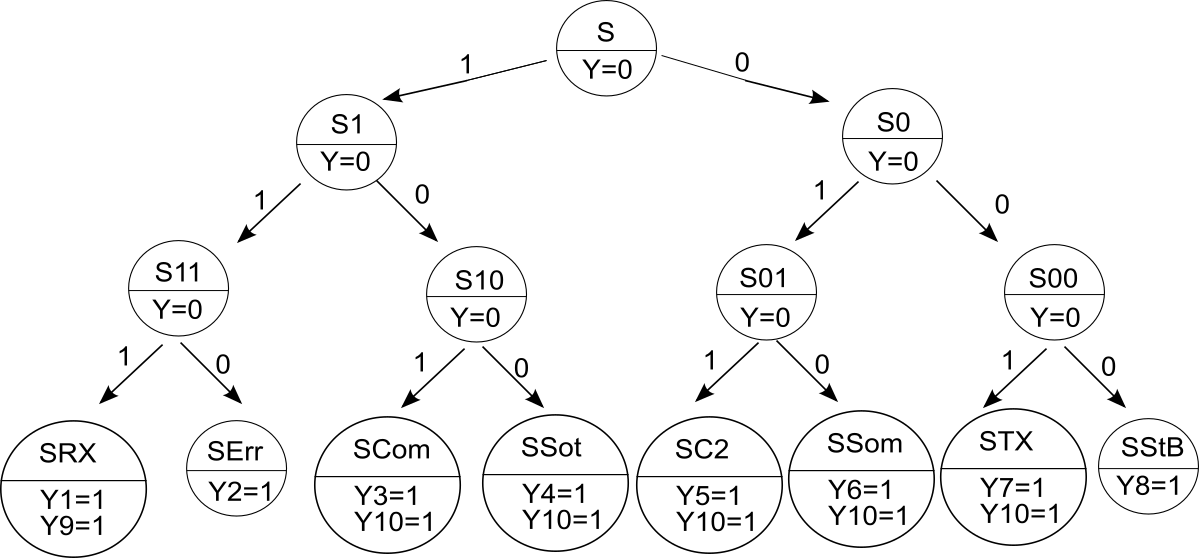 S
Y=0
1
0
S1
Y=0
S0
Y=0
1
0
1
0
S11
Y=0
S10
Y=0
S01
Y=0
S00
Y=0
1
0
1
0
1
0
1
0
SRX
Y1=1
Y9=1
SErr
Y2=1
SCom
Y3=1
Y10=1
SSot
Y4=1
Y10=1
SC2
Y5=1
Y10=1
SSom
Y6=1
Y10=1
STX
Y7=1
Y10=1
SStB
Y8=1